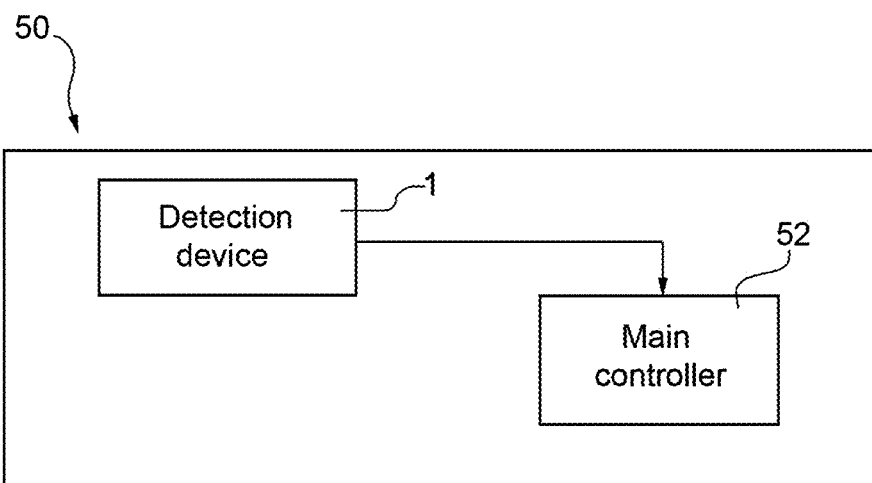 50
1
Detection
device
52
Main
controller